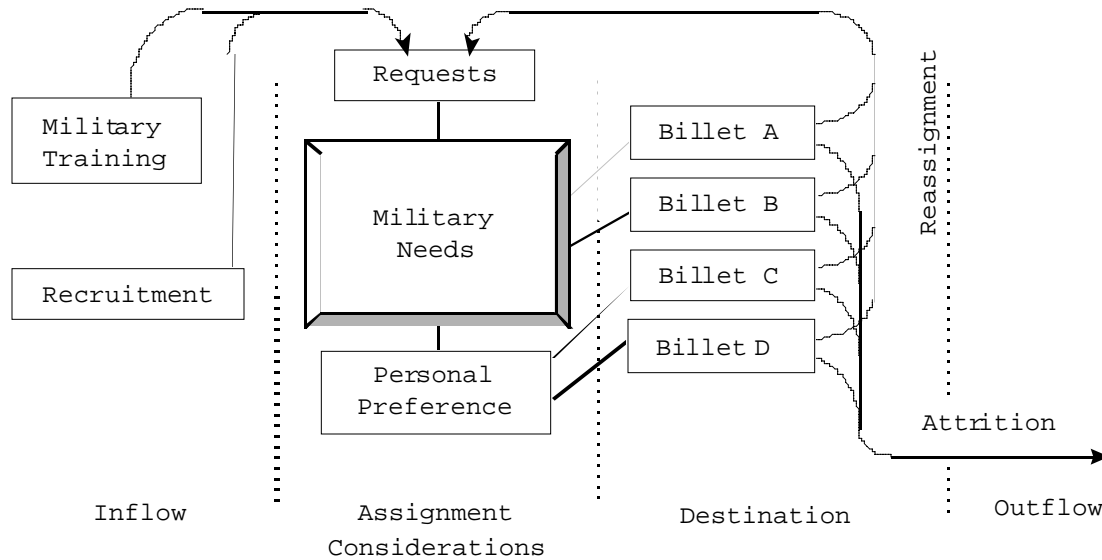 Requests
Military
Training
Recruitment
Military
Needs
Personal
Preference
Billet A
Billet B
Billet C
Billet D
Reassignment
Attrition
Inflow
Assignment
Considerations
Destination
Outflow